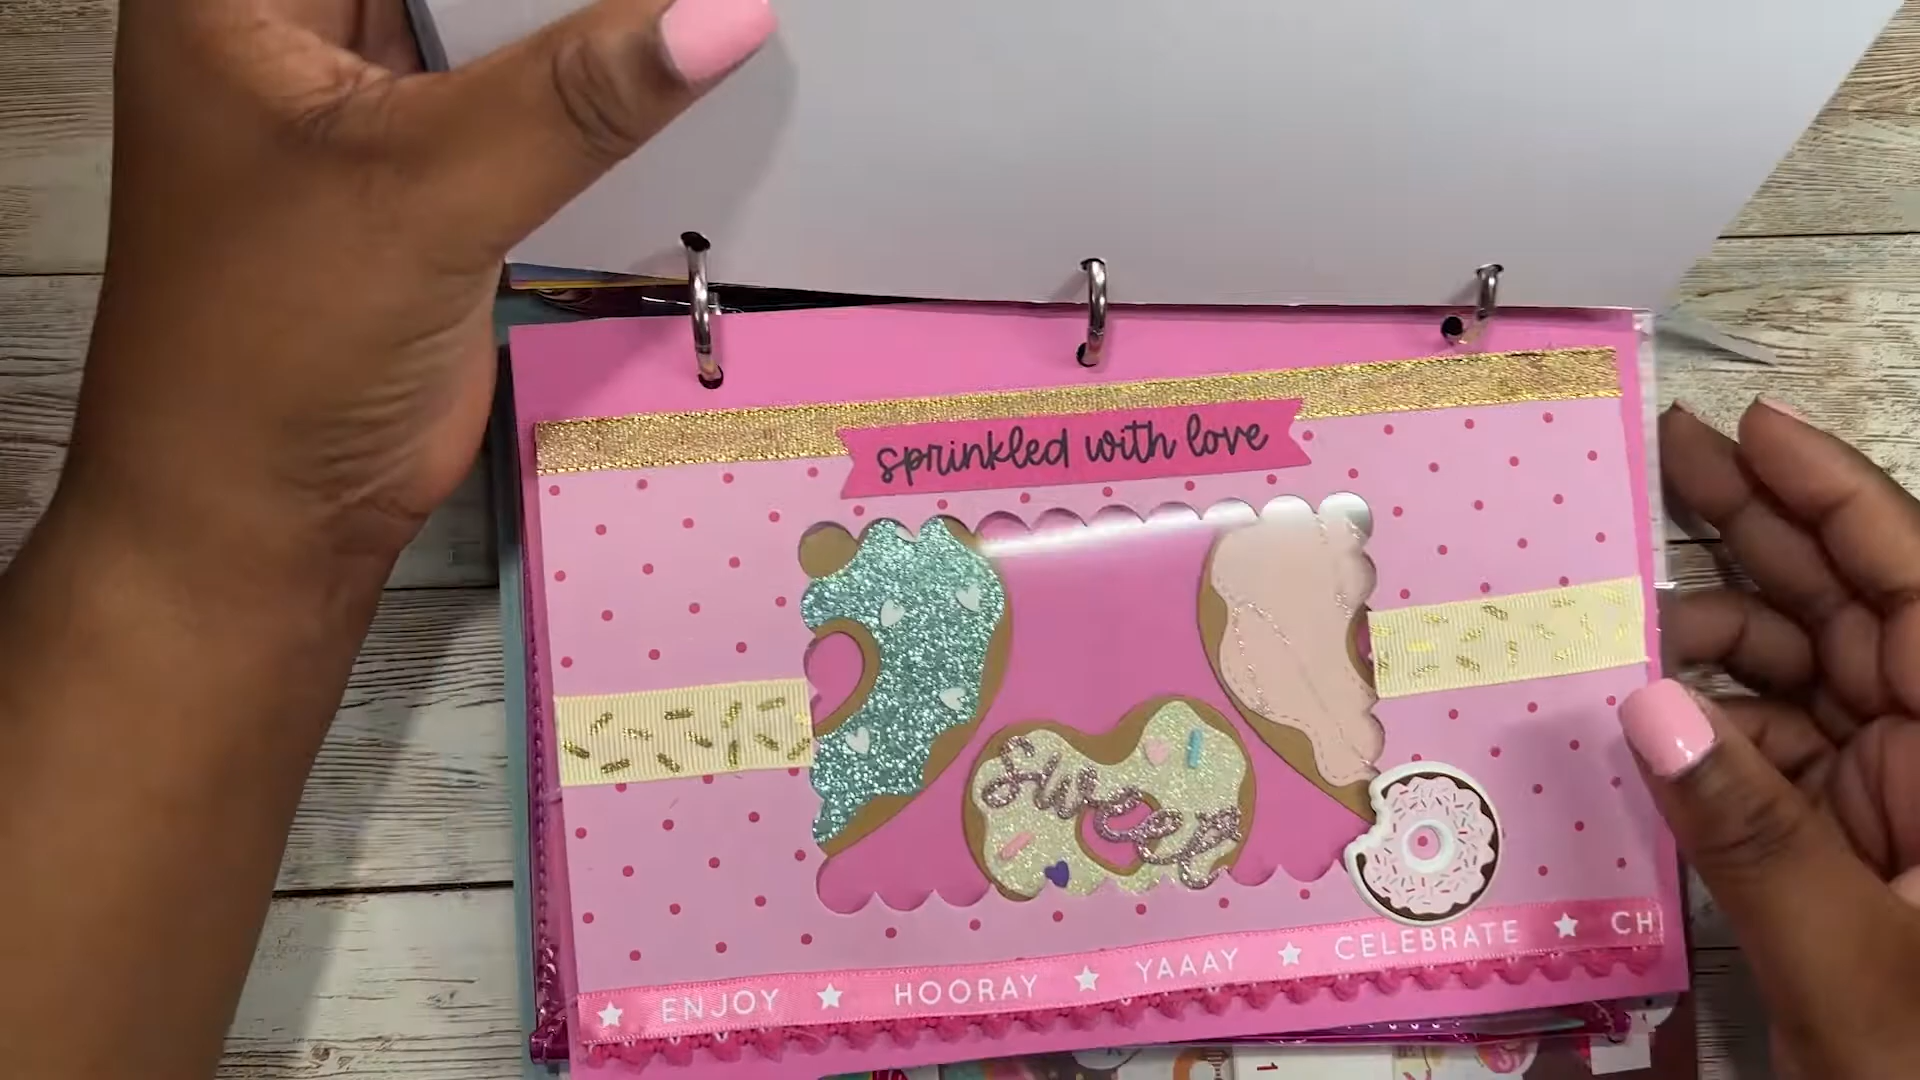 sprinkled with love
sweet
★ ENJOY ★ HOORAY ★ YAAAY ★ CELEBRATE ★ CH